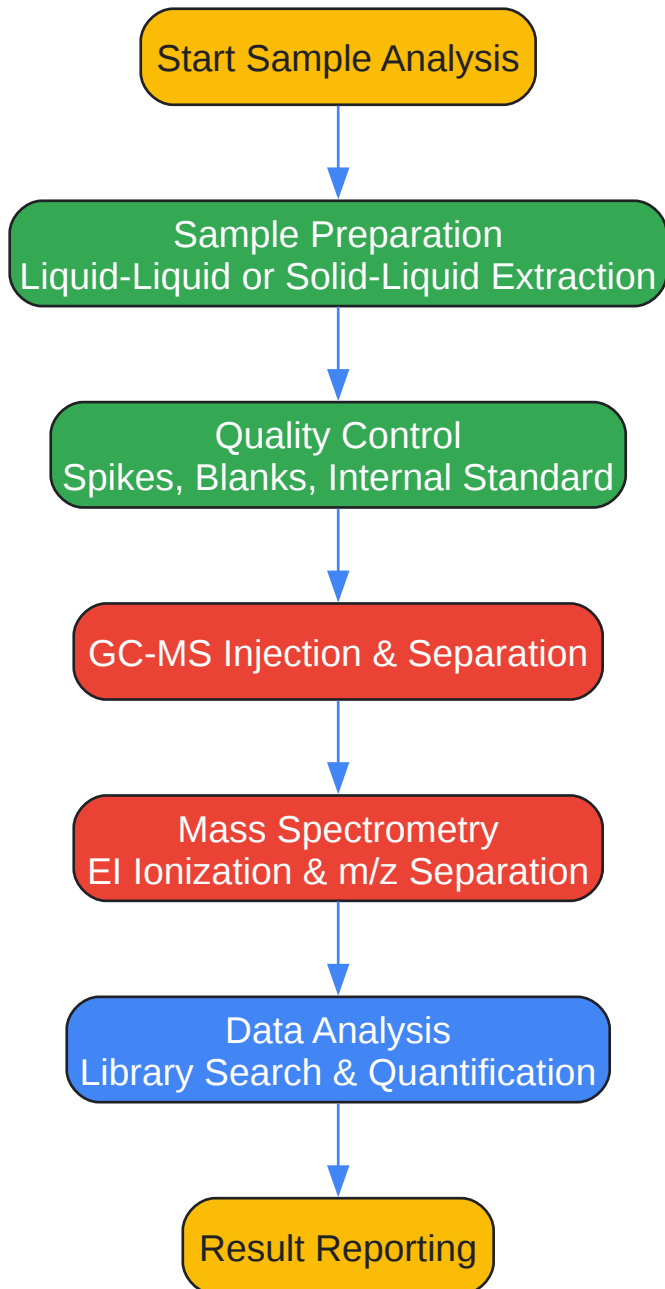 Start Sample Analysis
Sample Preparation
Liquid-Liquid or Solid-Liquid Extraction
Quality Control
Spikes, Blanks, Internal Standard
GC-MS Injection & Separation
Mass Spectrometry
EI Ionization & m/z Separation
Data Analysis
Library Search & Quantification
Result Reporting